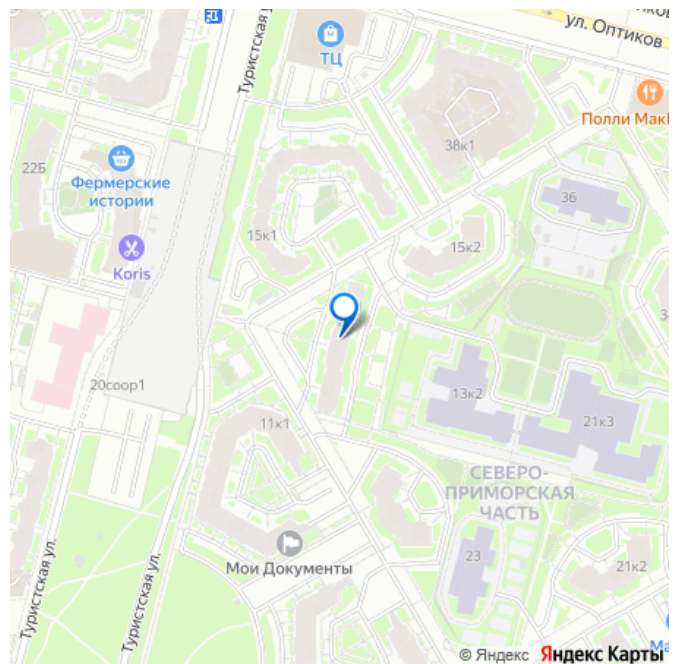 ул. Оптиков
Туристская ул.
ТЦ
Полли Мак
38к1
22Б
Фермерские
истории
36
15к1
15к2
Koris
20соор1
13к2
21к3
11к1
СЕВЕРО-
ПРИМОРСКАЯ
ЧАСТЬ
Мои Документы
23
21к2
Туристская ул.
Туристская ул.
© Яндекс Яндекс Карты